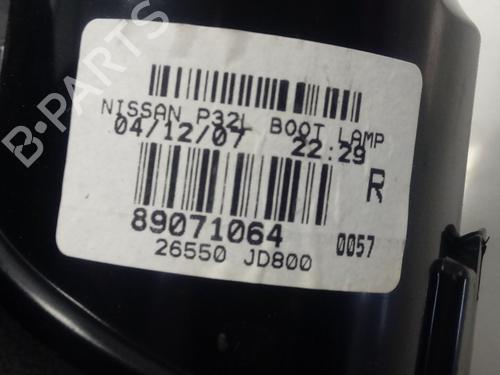 B-PARTS
NISSAN P32L BOOT LAMP
04/12/07 22:29
R
89071064
0057
26550 JD800